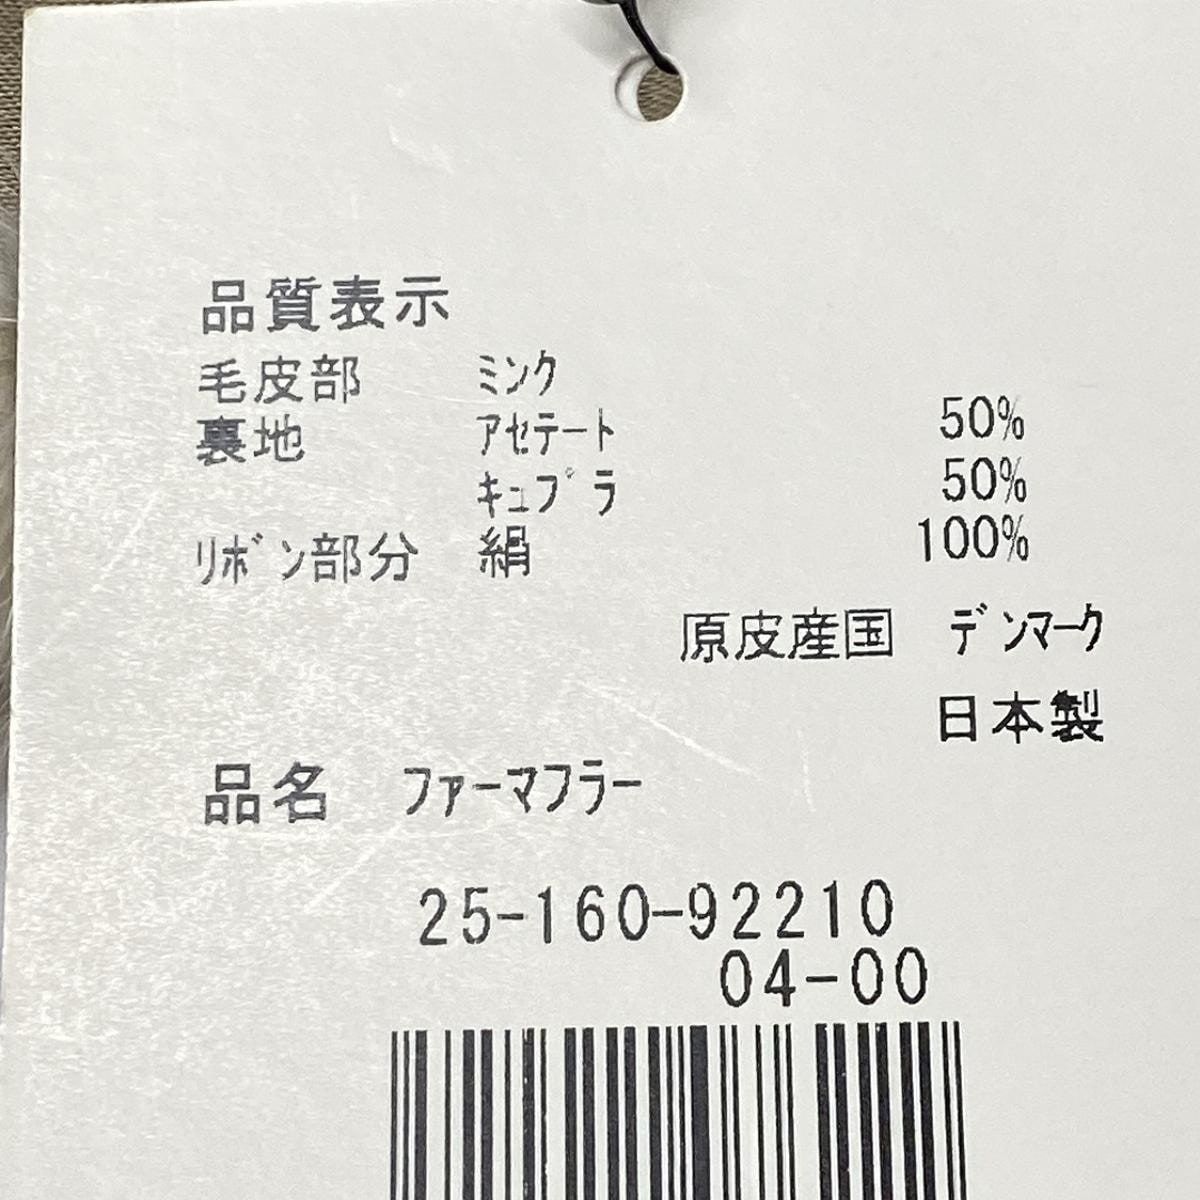 品質表示
毛皮部 ミンク
裏地 アセテート 50%
キュプラ 50%
リボン部分 絹 100%
原皮産国 デンマーク
日本製
品名 ファーマフラー
25-160-92210
04-00